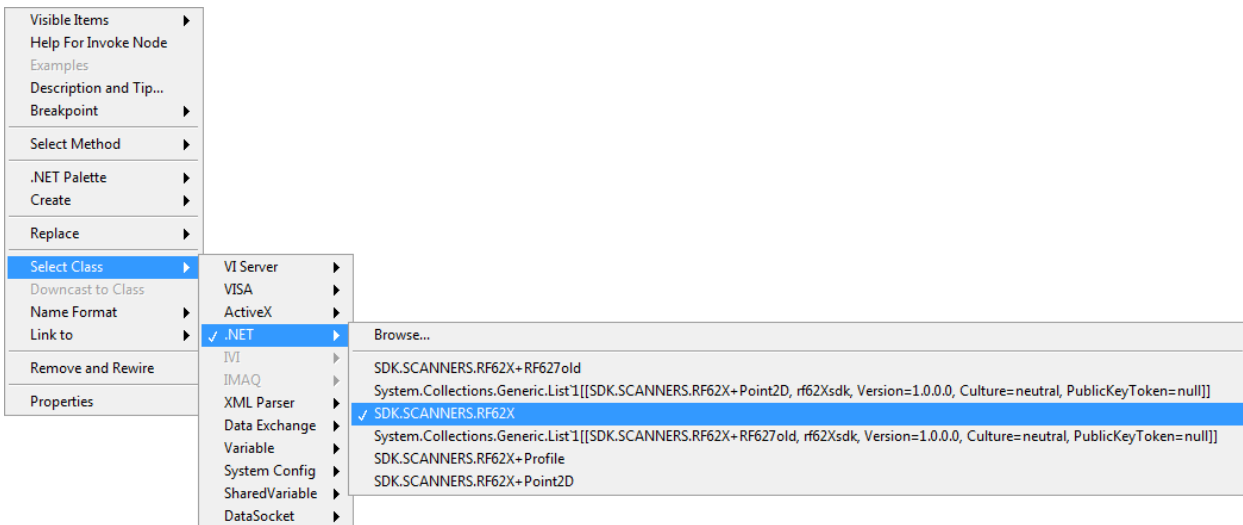 Visible Items
Help For Invoke Node
Examples
Description and Tip...
Breakpoint
Select Method
.NET Palette
Create
Replace
Select Class
Downcast to Class
Name Format
Link to
Remove and Rewire
Properties
VI Server
VISA
ActiveX
.NET
IVI
IMAQ
XML Parser
Data Exchange
Variable
System Config
SharedVariable
DataSocket
Browse...
SDK.SCANNERS.RF62X+RF627old
System.Collections.Generic.List`1[[SDK.SCANNERS.RF62X+Point2D, rf62Xsdk, Version=1.0.0.0, Culture=neutral, PublicKeyToken=null]]
SDK.SCANNERS.RF62X
System.Collections.Generic.List`1[[SDK.SCANNERS.RF62X+RF627old, rf62Xsdk, Version=1.0.0.0, Culture=neutral, PublicKeyToken=null]]
SDK.SCANNERS.RF62X+Profile
SDK.SCANNERS.RF62X+Point2D